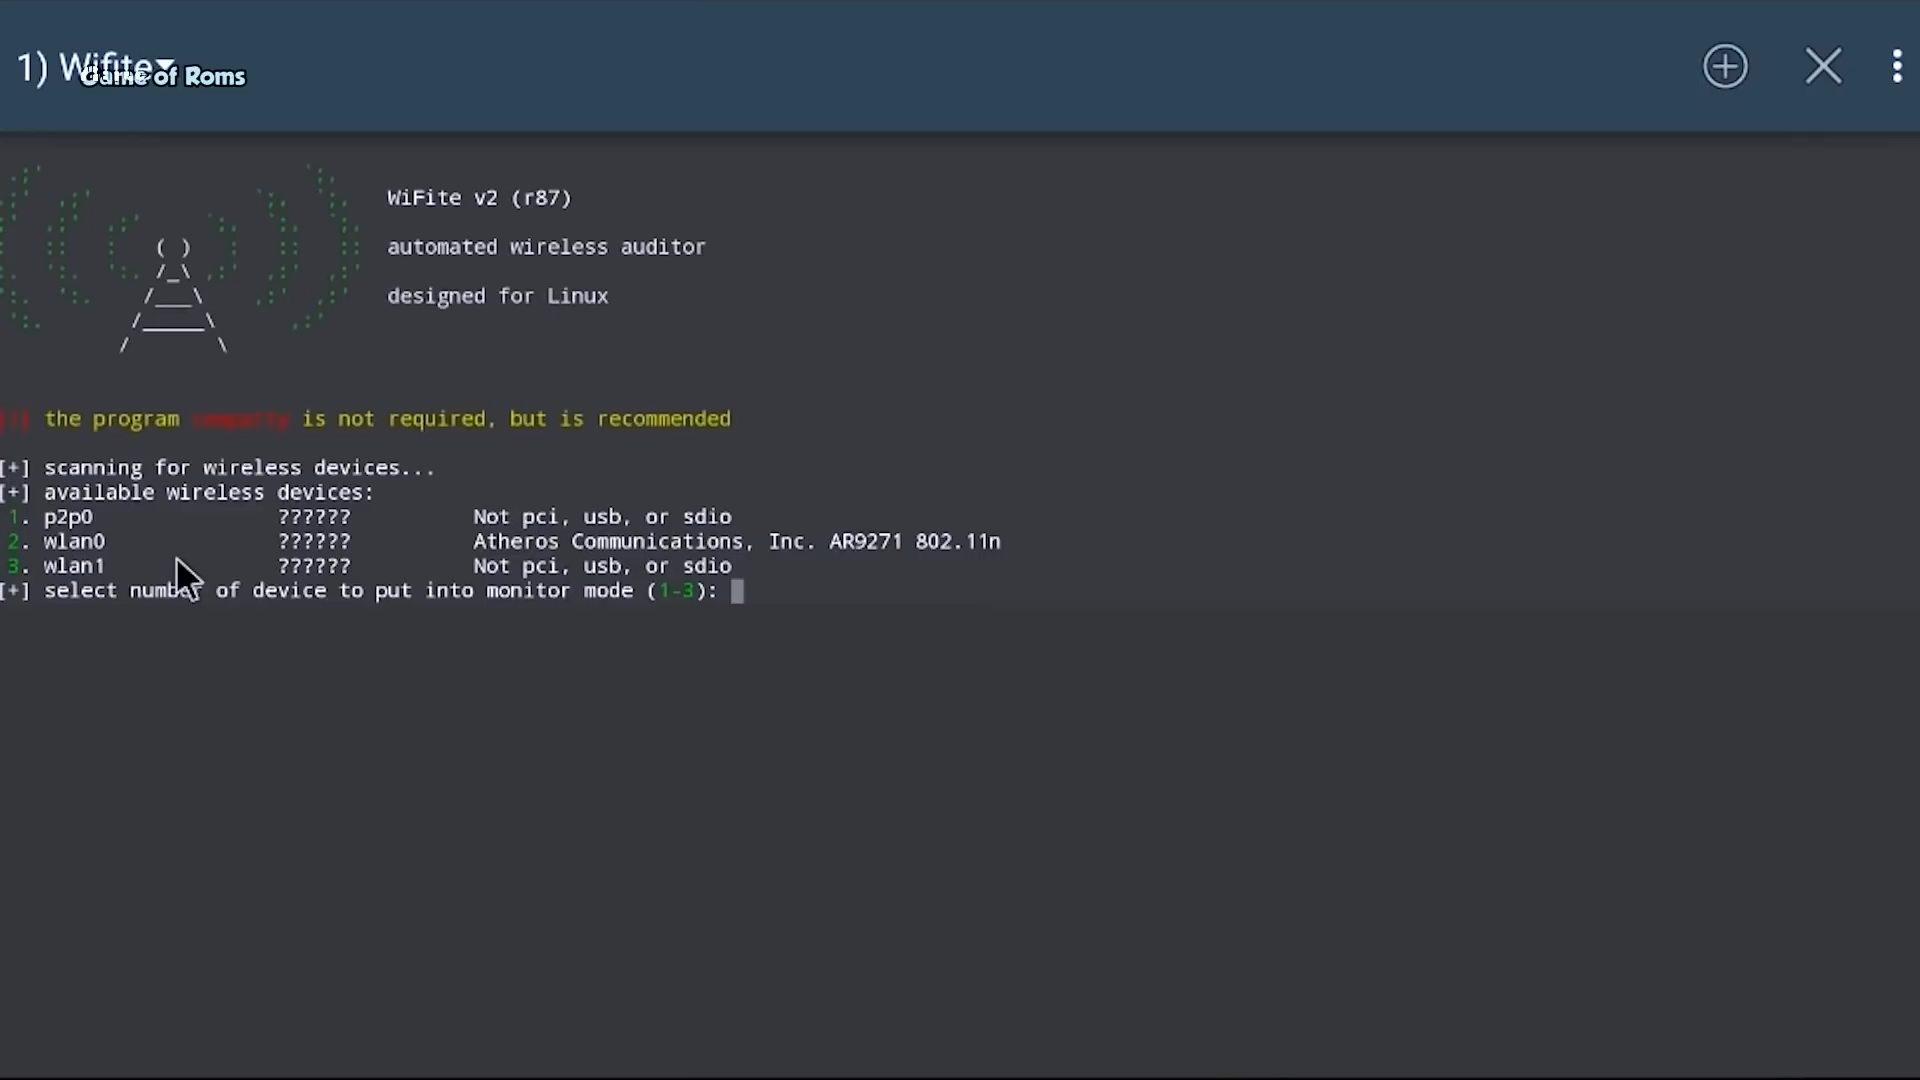 1) Wifite
Game of Roms
WiFite v2 (r87)
automated wireless auditor
designed for Linux
the program is not required, but is recommended
[+] scanning for wireless devices...
[+] available wireless devices:
1. p2p0 ?????? Not pci, usb, or sdio
2. wlan0 ?????? Atheros Communications, Inc. AR9271 802.11n
3. wlan1 ?????? Not pci, usb, or sdio
[+] select number of device to put into monitor mode (1-3):